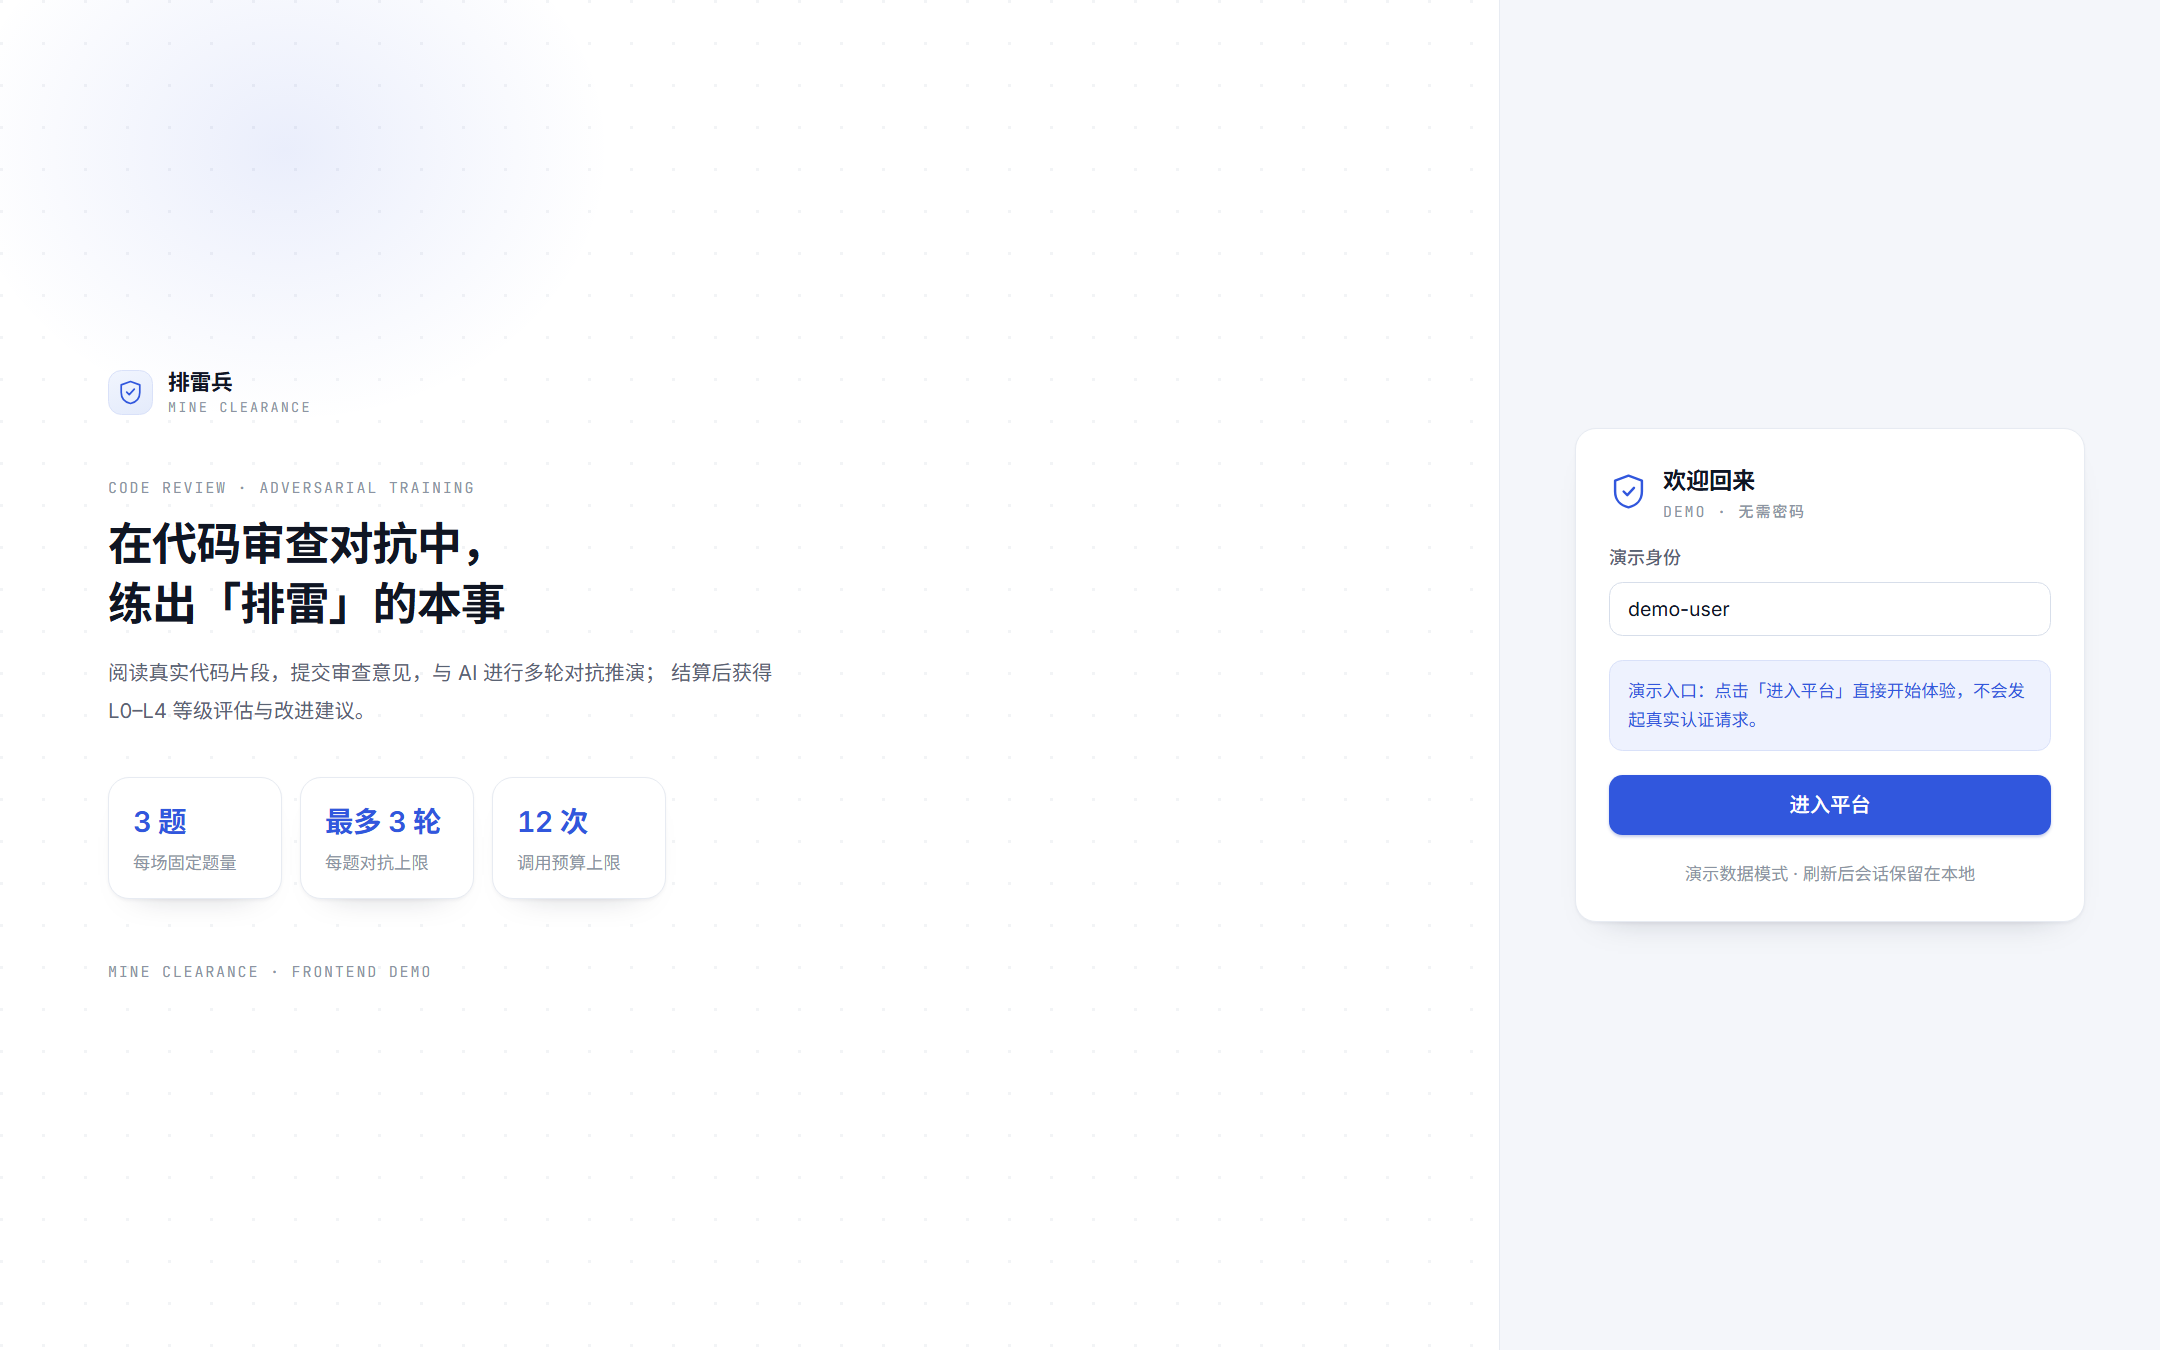 排雷兵
MINE CLEARANCE
CODE REVIEW · ADVERSARIAL TRAINING
在代码审查对抗中，
练出「排雷」的本事
阅读真实代码片段，提交审查意见，与 AI 进行多轮对抗推演； 结算后获得
L0–L4 等级评估与改进建议。
3 题
每场固定题量
最多 3 轮
每题对抗上限
12 次
调用预算上限
MINE CLEARANCE · FRONTEND DEMO
欢迎回来
DEMO · 无需密码
演示身份
demo-user
演示入口：点击「进入平台」直接开始体验，不会发
起真实认证请求。
进入平台
演示数据模式 · 刷新后会话保留在本地